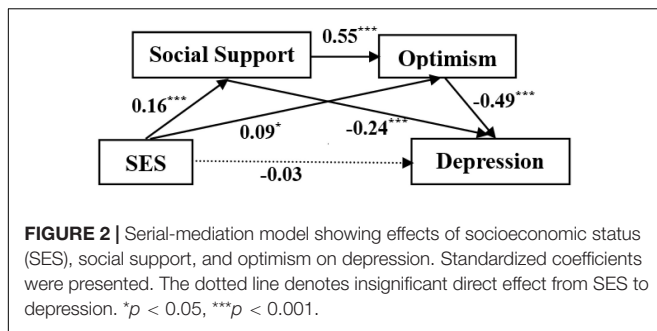 0.55***
Social Support
Optimism
0.16***
-0.49***
0.09*
-0.24***
SES
Depression
-0.03
FIGURE 2 | Serial-mediation model showing effects of socioeconomic status
(SES), social support, and optimism on depression. Standardized coefficients
were presented. The dotted line denotes insignificant direct effect from SES to
depression. *p < 0.05, ***p < 0.001.